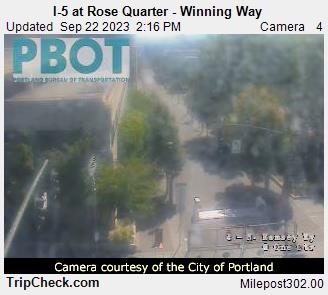 I-5 at Rose Quarter - Winning Way
Updated Sep 22 2023 2:16 PM Camera 4
PBOT
PORTLAND BUREAU OF TRANSPORTATION
Camera courtesy of the City of Portland
TripCheck.com Milepost302.00